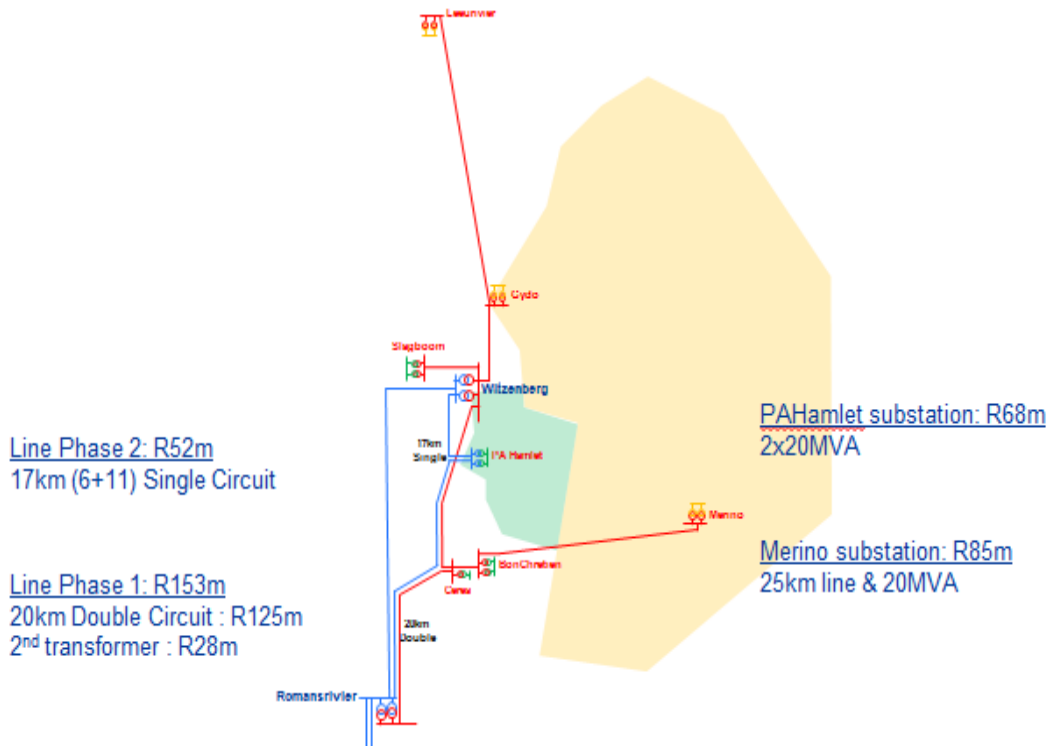 Leeurivier
Gydo
Slagboom
Witzenberg
17km
Single
PA Hamlet
PAHamlet substation: R68m
2x20MVA
Line Phase 2: R52m
17km (6+11) Single Circuit
Merino
BonChretien
Ceres
Merino substation: R85m
25km line & 20MVA
Line Phase 1: R153m
20km Double Circuit : R125m
2nd transformer : R28m
20km
Double
Romansrivier